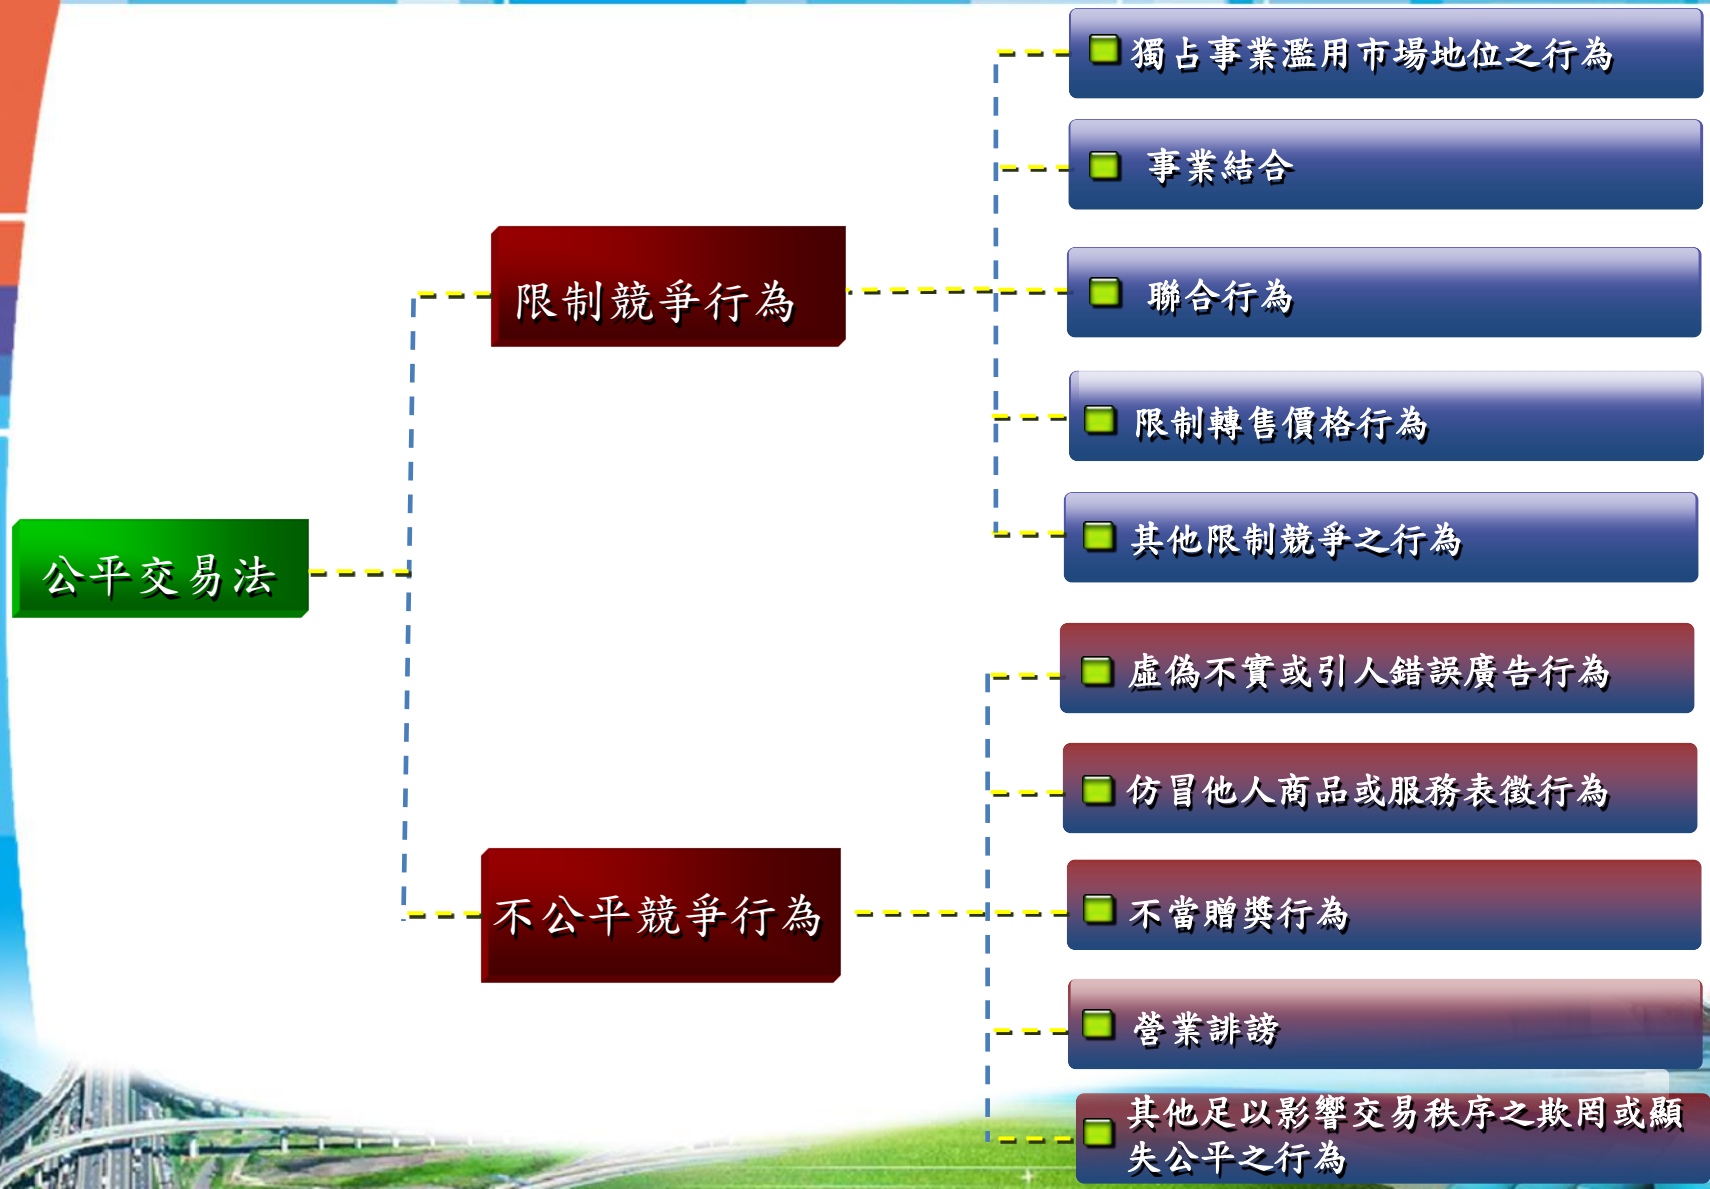 公平交易法
限制競爭行為
獨占事業濫用市場地位之行為
事業結合
聯合行為
限制轉售價格行為
其他限制競爭之行為
不公平競爭行為
虛偽不實或引人錯誤廣告行為
仿冒他人商品或服務表徵行為
不當贈獎行為
營業誹謗
其他足以影響交易秩序之欺罔或顯
失公平之行為